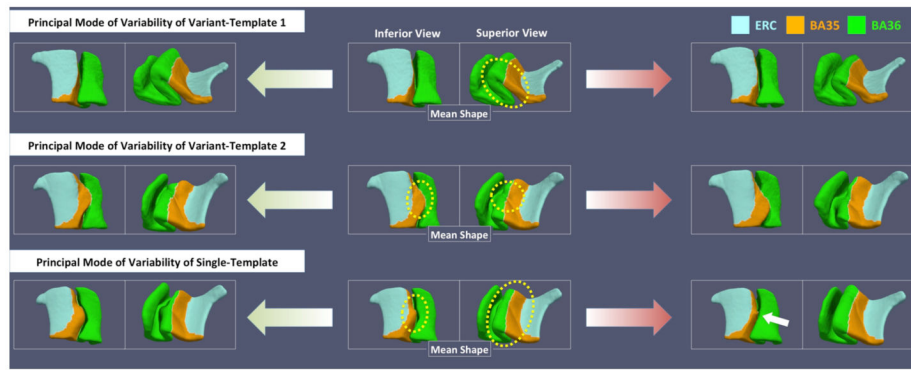 Principal Mode of Variability of Variant-Template 1
Inferior View
Superior View
ERC
BA35
BA36
Mean Shape
Principal Mode of Variability of Variant-Template 2
Mean Shape
Principal Mode of Variability of Single-Template
Mean Shape